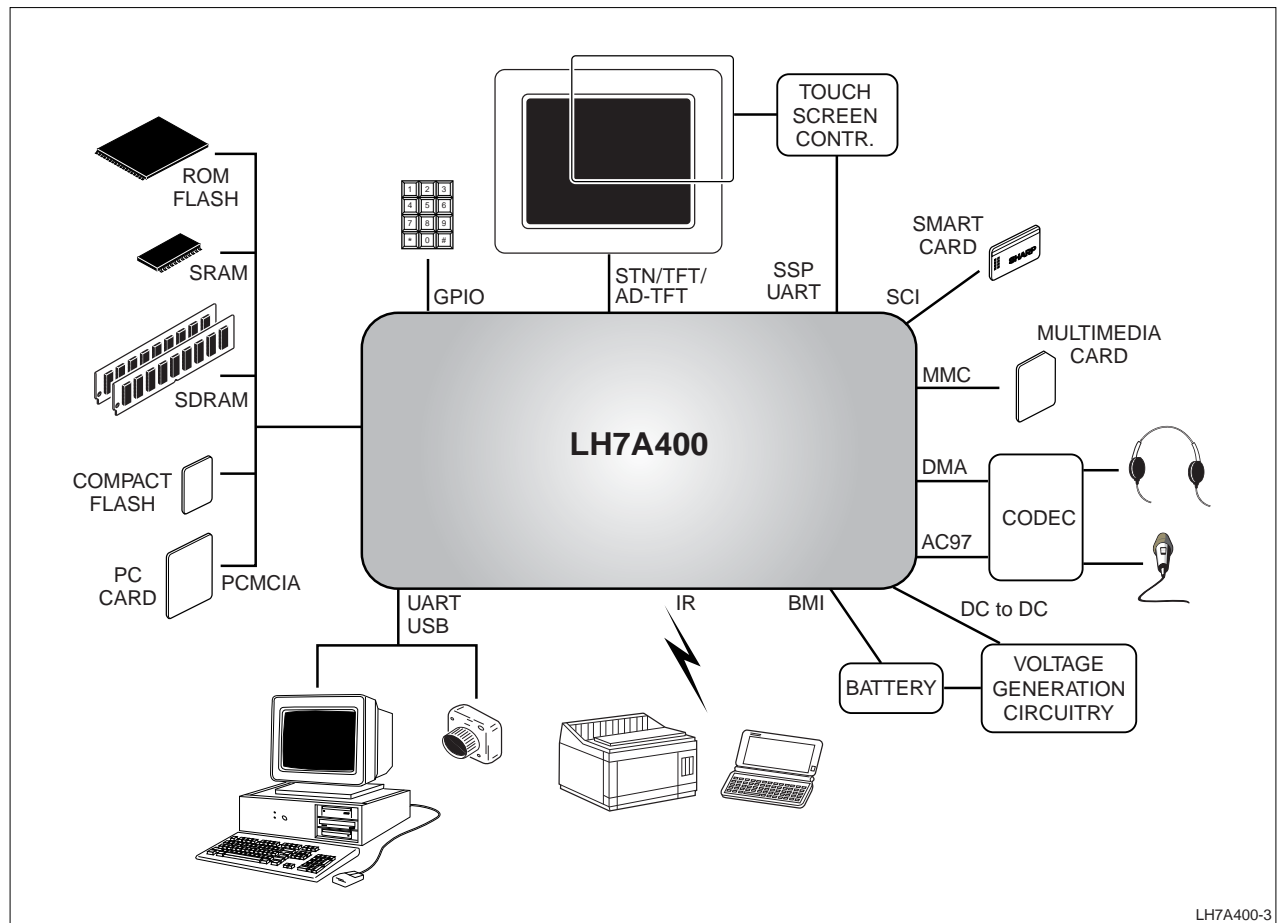 TOUCH
SCREEN
CONTR.
ROM
FLASH
1 2 3
4 5 6
7 8 9
* 0 #
SMART
CARD
SHARP
SRAM
STN/TFT/
AD-TFT
SSP
UART
GPIO
SCI
MULTIMEDIA
CARD
SDRAM
MMC
LH7A400
COMPACT
FLASH
DMA
CODEC
AC97
PC
CARD
PCMCIA
UART
USB
IR
BMI
DC to DC
BATTERY
VOLTAGE
GENERATION
CIRCUITRY
LH7A400-3